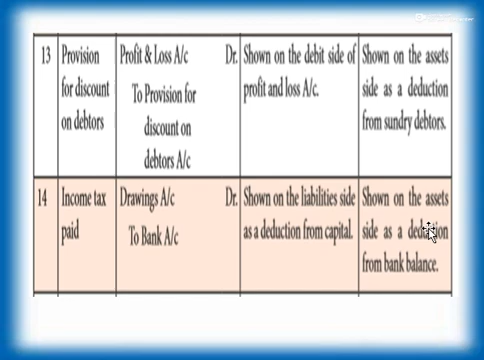 13 Provision Profit & Loss A/c Dr. Shown on the debit side of Shown on the assets
for discount To Provision for profit and loss A/c. side as a deduction
on debtors discount on from sundry debtors.
debtors A/c
14 Income tax Drawings A/c Dr. Shown on the liabilities side Shown on the assets
paid To Bank A/c as a deduction from capital. side as a deduction
from bank balance.